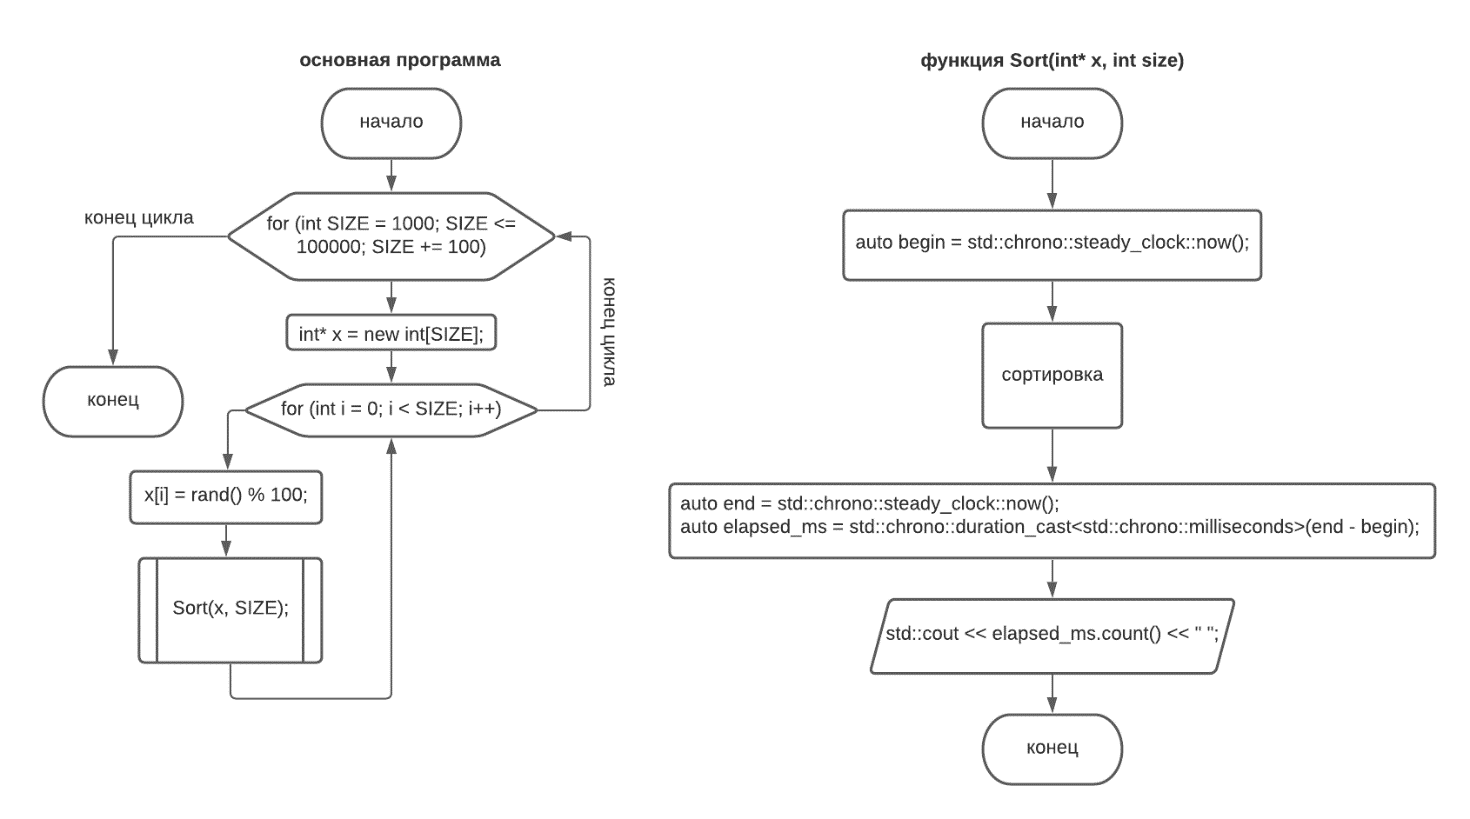 основная программа
начало
for (int SIZE = 1000; SIZE <=
100000; SIZE += 100)
конец цикла
int* x = new int[SIZE];
конец цикла
конец
for (int i = 0; i < SIZE; i++)
x[i] = rand() % 100;
Sort(x, SIZE);
функция Sort(int* x, int size)
начало
auto begin = std::chrono::steady_clock::now();
сортировка
auto end = std::chrono::steady_clock::now();
auto elapsed_ms = std::chrono::duration_cast<std::chrono::milliseconds>(end - begin);
std::cout << elapsed_ms.count() << " ";
конец